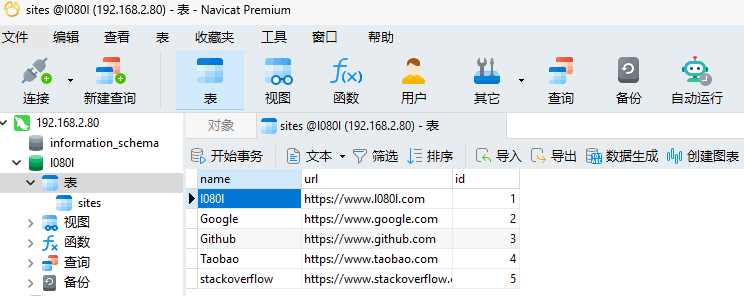 sites @l080l (192.168.2.80) - 表 - Navicat Premium
文件 编辑 查看 表 收藏夹 工具 窗口 帮助
连接 新建查询 表 视图 函数 用户 其它 查询 备份 自动运行
192.168.2.80
information_schema
l080l
表
sites
视图
函数
查询
备份
对象 sites @l080l (192.168.2.80) - 表
开始事务 文本 筛选 排序 导入 导出 数据生成 创建图表
name url id
l080l https://www.l080l.com 1
Google https://www.google.com 2
Github https://www.github.com 3
Taobao https://www.taobao.com 4
stackoverflow https://www.stackoverflow. 5